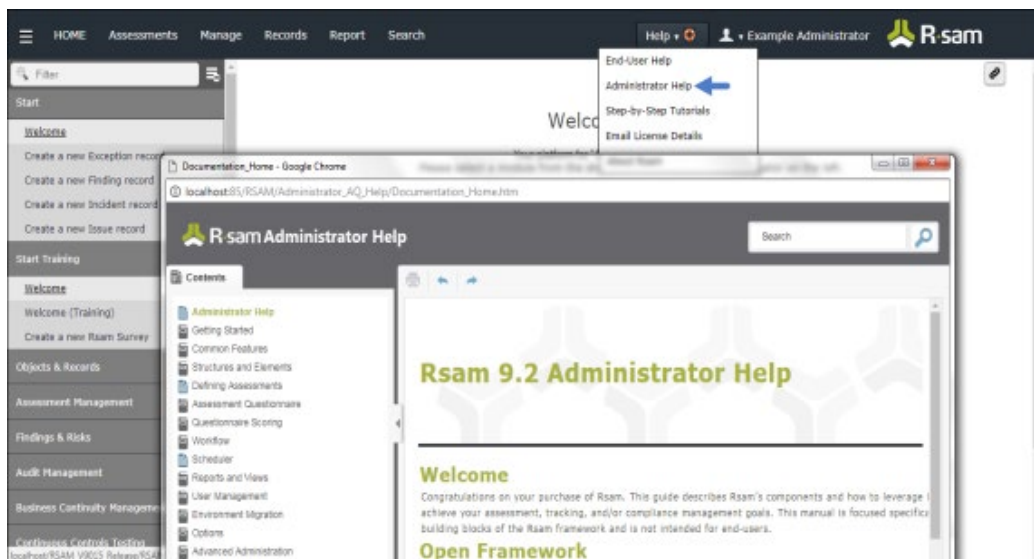 HOME Assessments Manage Records Report Search Help Example Administrator Rsam
Filter
End-User Help
Administrator Help
Step-by-Step Tutorials
Email License Details
Start
Welcome
Create a new Exception record
Create a new Finding record
Create a new Incident record
Create a new Issue record
Start Training
Welcome
Welcome (Training)
Create a new Rsam Survey
Objects & Records
Assessment Management
Findings & Risks
Audit Management
Business Continuity Manageme
Continuous Controls Testing
localhost/RSAM_V9015_Release/RSA
Welc
Documentation_Home - Google Chrome
localhost:85/RSAM/Administrator_AQ_Help/Documentation_Home.htm
Rsam Administrator Help
Search
Contents
Administrator Help
Getting Started
Common Features
Structures and Elements
Defining Assessments
Assessment Questionnaire
Questionnaire Scoring
Workflow
Scheduler
Reports and Views
User Management
Environment Migration
Options
Advanced Administration
Rsam 9.2 Administrator Help
Welcome
Congratulations on your purchase of Rsam. This guide describes Rsam's components and how to leverage
achieve your assessment, tracking, and/or compliance management goals. This manual is focused specifica
building blocks of the Rsam framework and is not intended for end-users.
Open Framework